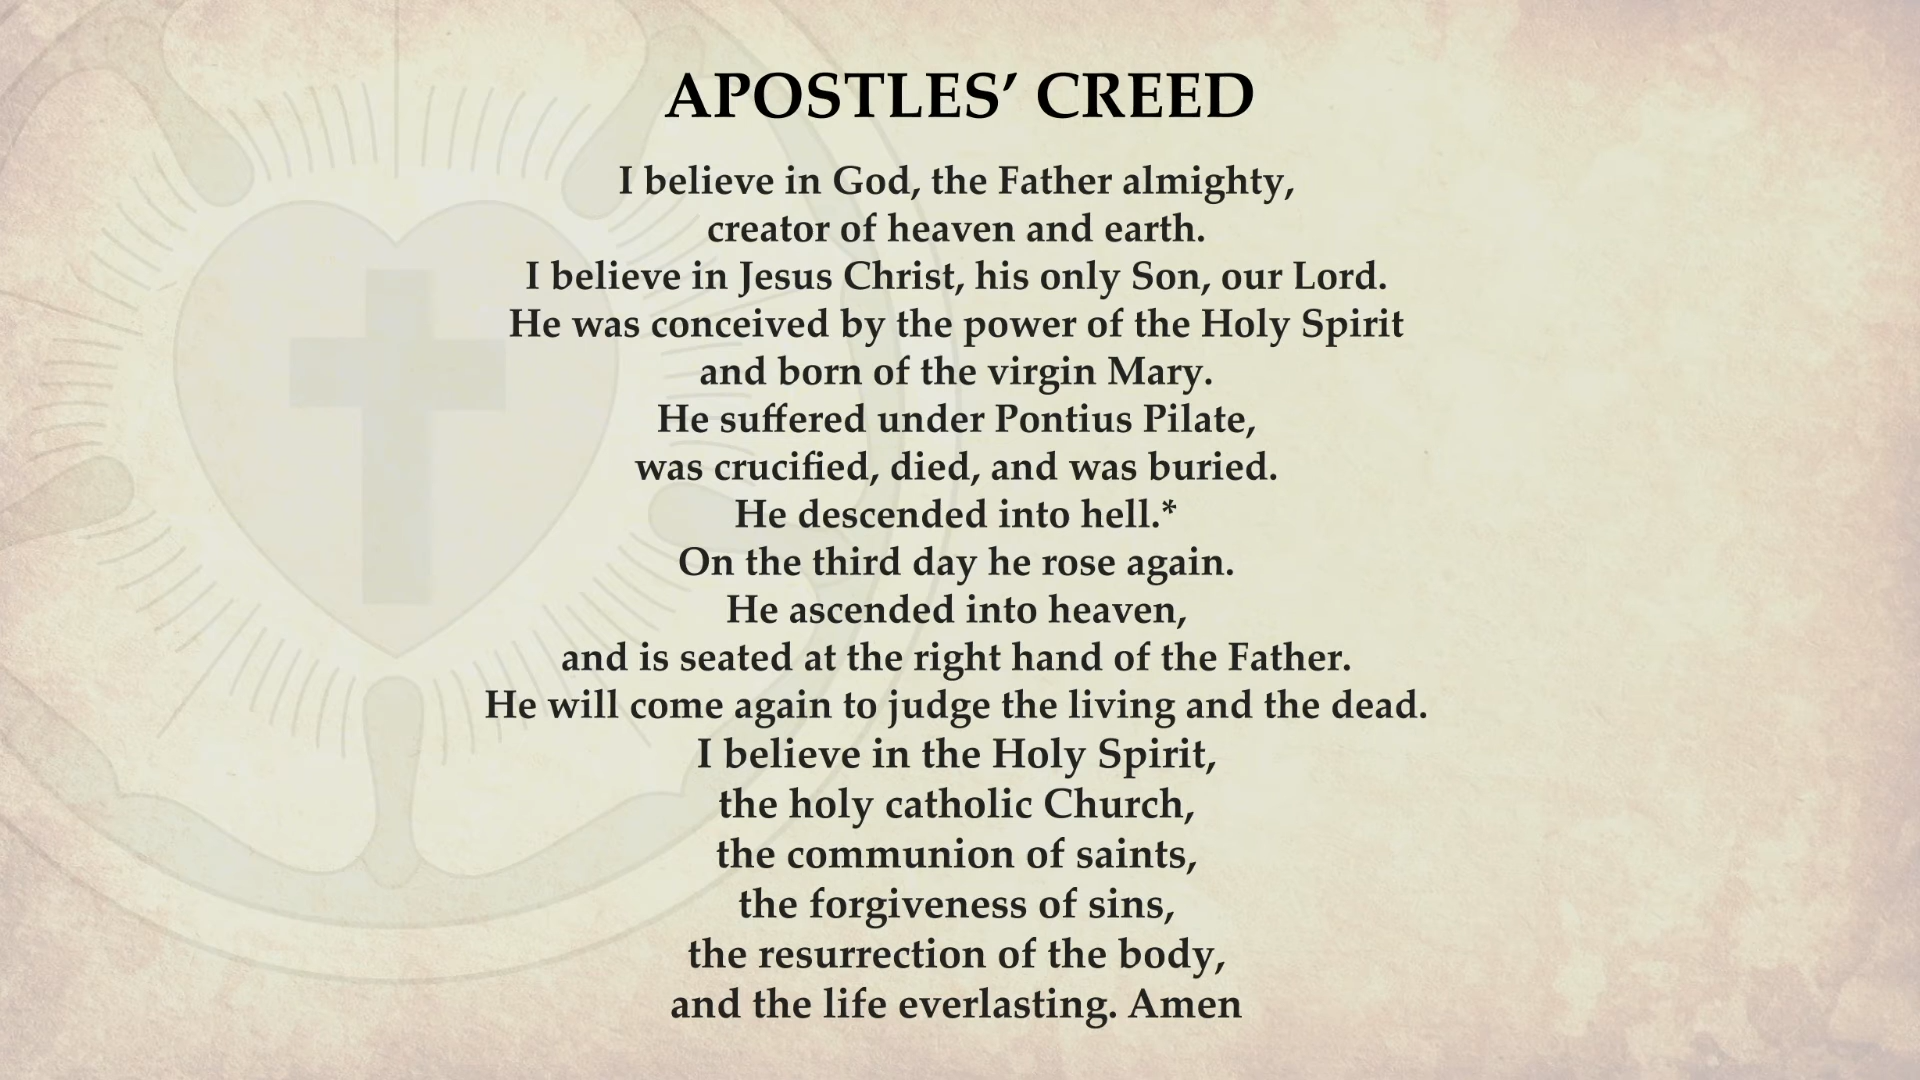 APOSTLES’ CREED
I believe in God, the Father almighty,
creator of heaven and earth.
I believe in Jesus Christ, his only Son, our Lord.
He was conceived by the power of the Holy Spirit
and born of the virgin Mary.
He suffered under Pontius Pilate,
was crucified, died, and was buried.
He descended into hell.*
On the third day he rose again.
He ascended into heaven,
and is seated at the right hand of the Father.
He will come again to judge the living and the dead.
I believe in the Holy Spirit,
the holy catholic Church,
the communion of saints,
the forgiveness of sins,
the resurrection of the body,
and the life everlasting. Amen